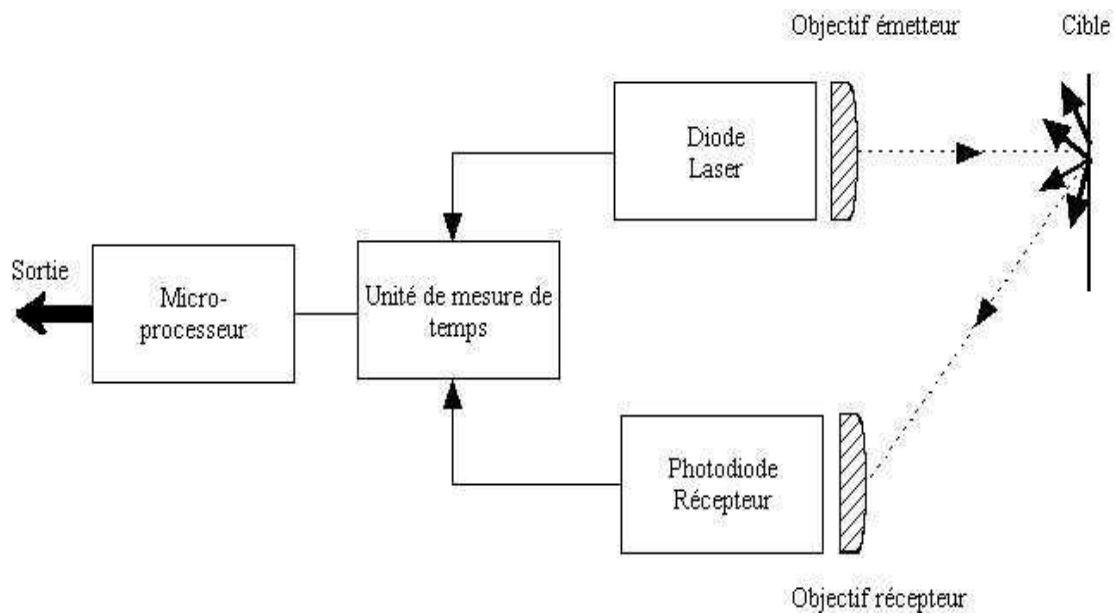 Objectif émetteur
Cible
Diode
Laser
Sortie
Micro-
processeur
Unité de mesure de
temps
Photodiode
Récepteur
Objectif récepteur